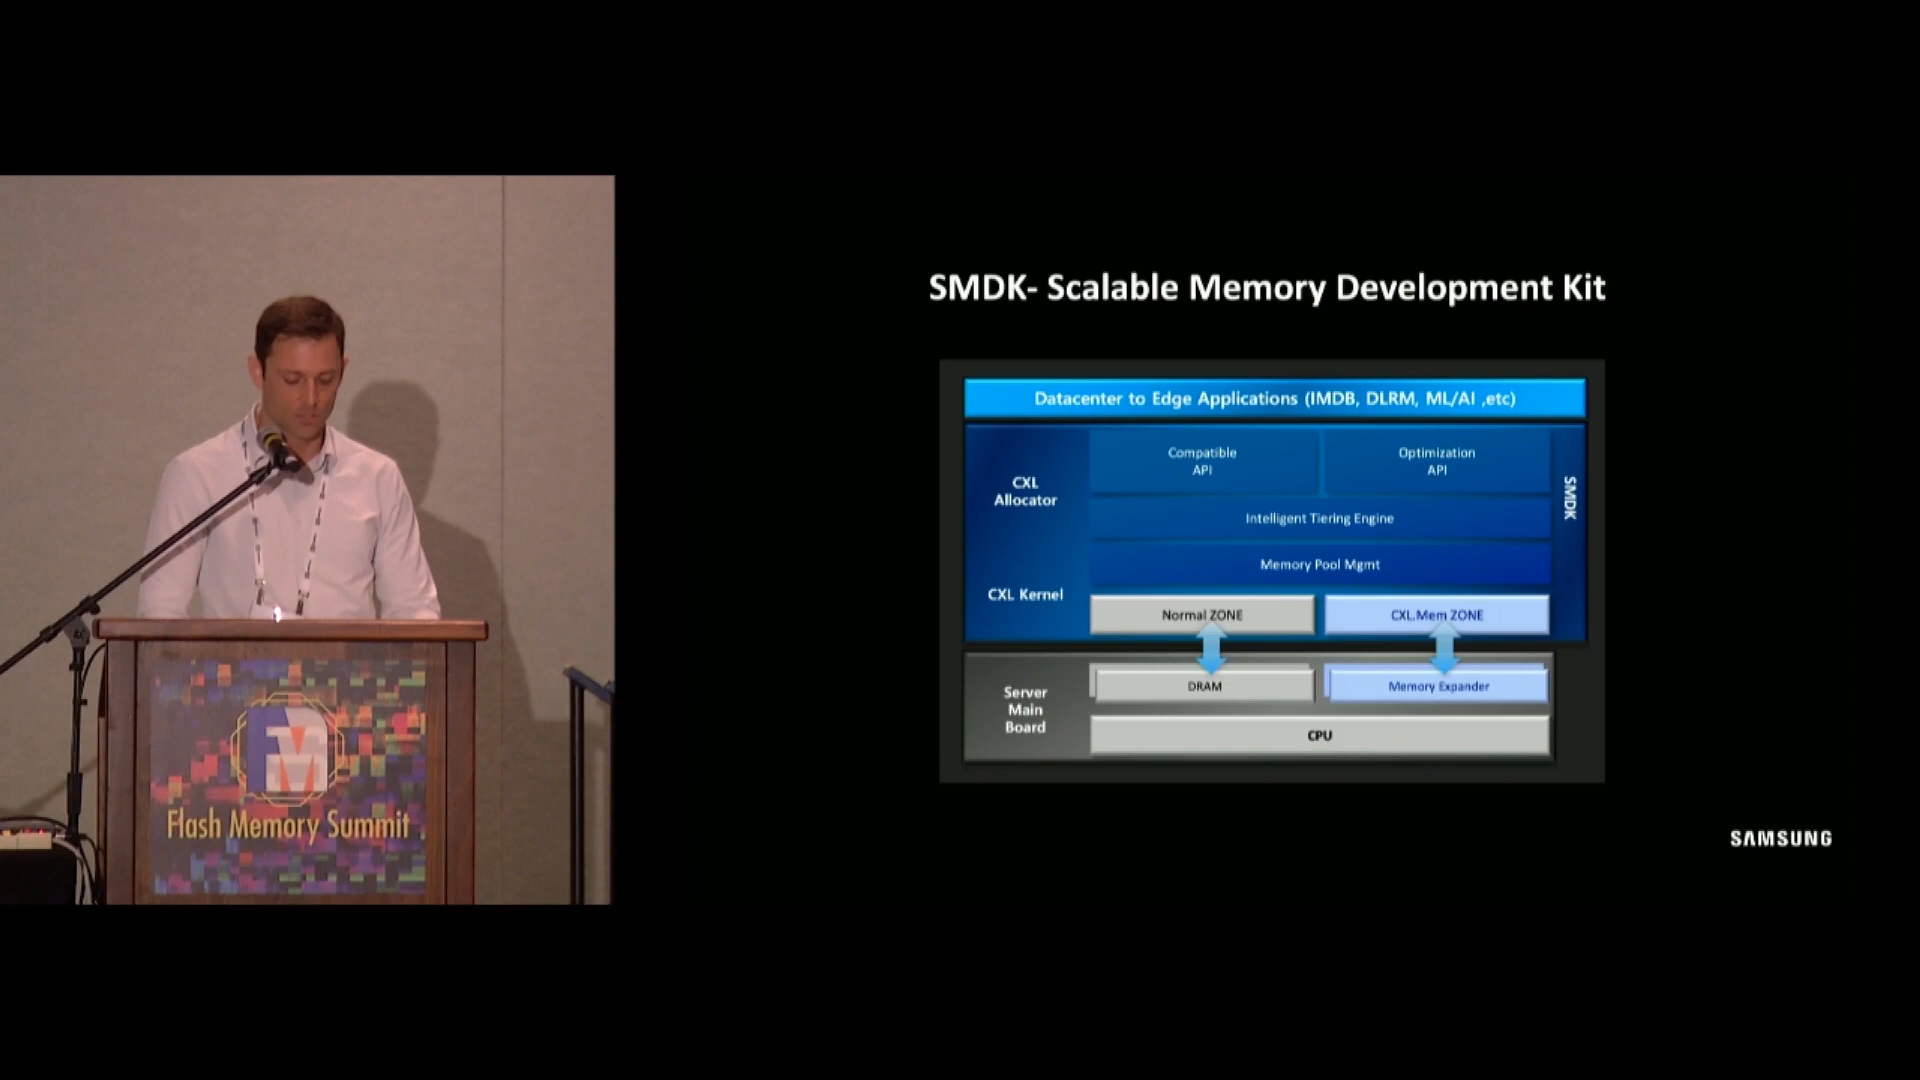 SMDK- Scalable Memory Development Kit
Datacenter to Edge Applications (IMDB, DLRM, ML/AI ,etc)
CXL
Allocator
Compatible
API
Optimization
API
SMDK
Intelligent Tiering Engine
Memory Pool Mgmt
CXL Kernel
Normal ZONE
CXL.Mem ZONE
Server
Main
Board
DRAM
Memory Expander
CPU
SAMSUNG
FM
Flash Memory Summit